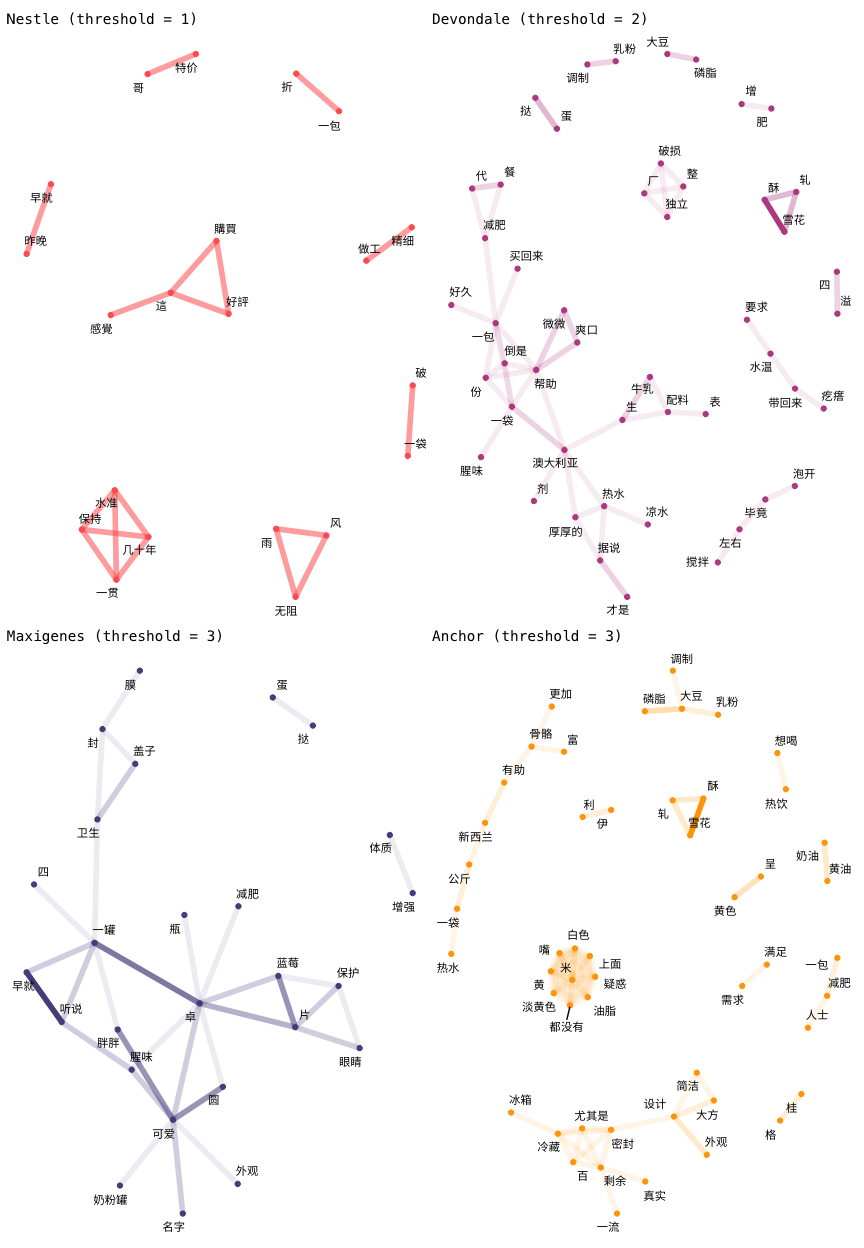 Nestle (threshold = 1)
特价
哥
折
一包
早就
昨晚
購買
這
好評
感覺
做工
精细
破
一袋
水准
保持
几十年
一贯
雨
风
无阻
Devondale (threshold = 2)
乳粉
调制
大豆
磷脂
挞
蛋
增
肥
代
餐
减肥
破损
厂
整
独立
酥
轧
雪花
买回来
好久
一包
微微
爽口
倒是
份
帮助
一袋
腥味
四
溢
要求
水温
带回来
疙瘩
牛乳
生
配料
表
澳大利亚
剂
热水
凉水
厚厚的
据说
才是
泡开
毕竟
左右
搅拌
Maxigenes (threshold = 3)
膜
封
盖子
卫生
蛋
挞
体质
增强
四
一罐
瓶
减肥
早就
听说
蓝莓
保护
卓
片
眼睛
胖胖
腥味
圆
可爱
奶粉罐
外观
名字
Anchor (threshold = 3)
更加
骨骼
富
有助
新西兰
公斤
一袋
热水
调制
磷脂
大豆
乳粉
想喝
热饮
利
伊
酥
轧
雪花
奶油
黄油
呈
黄色
白色
嘴
上面
米
疑惑
黄
淡黄色
油脂
都没有
满足
需求
一包
减肥
人士
冰箱
尤其是
冷藏
密封
百
剩余
真实
一流
简洁
设计
大方
外观
桂
格